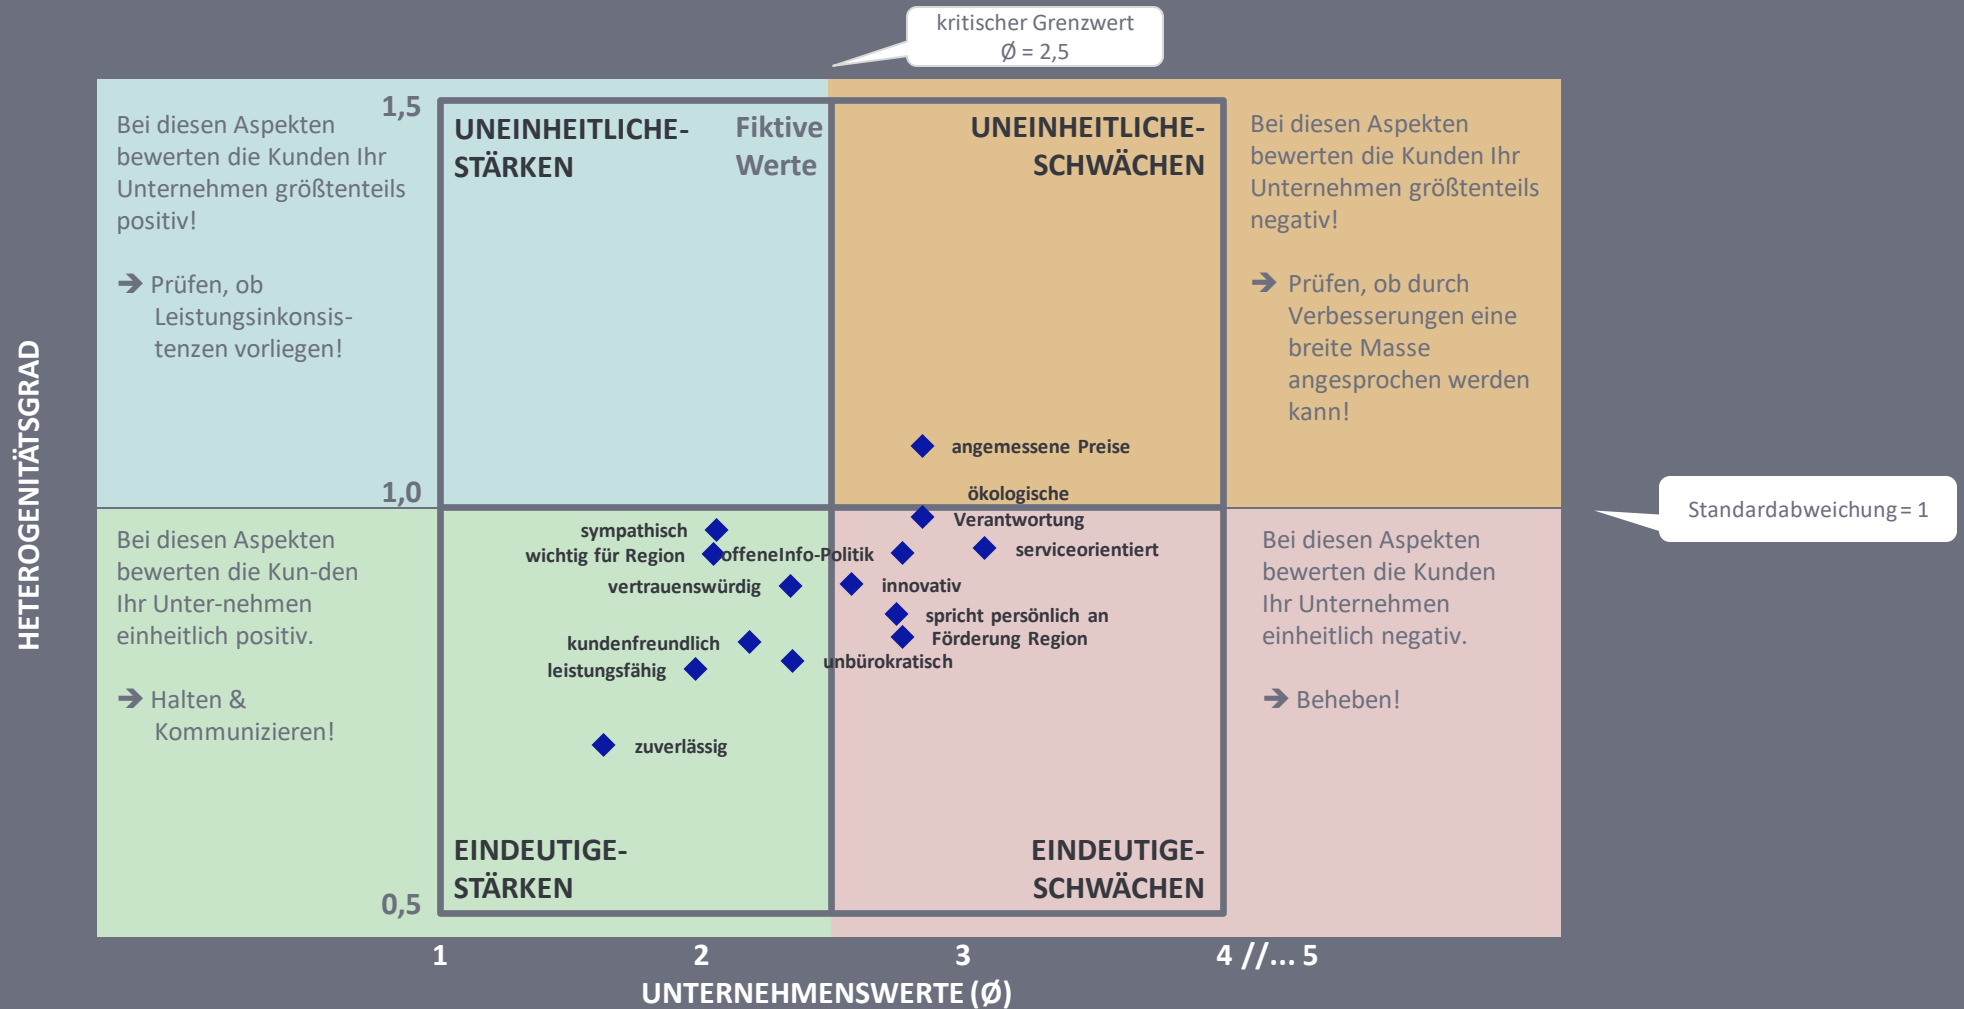 kritischer Grenzwert
Ø = 2,5
1,5
Bei diesen Aspekten
bewerten die Kunden Ihr
Unternehmen größtenteils
positiv!
➔ Prüfen, ob
Leistungsinkonsis-
tenzen vorliegen!
UNEINHEITLICHE-
STÄRKEN
Fiktive
Werte
UNEINHEITLICHE-
SCHWÄCHEN
Bei diesen Aspekten
bewerten die Kunden Ihr
Unternehmen größtenteils
negativ!
➔ Prüfen, ob durch
Verbesserungen eine
breite Masse
angesprochen werden
kann!
HETEROGENITÄTSGRAD
angemessene Preise
1,0
ökologische
Verantwortung
Standardabweichung = 1
Bei diesen Aspekten
bewerten die Kun-den
Ihr Unter-nehmen
einheitlich positiv.
➔ Halten &
Kommunizieren!
sympathisch
wichtig für Region
offeneInfo-Politik
serviceorientiert
vertrauenswürdig
innovativ
spricht persönlich an
Förderung Region
kundenfreundlich
unbürokratisch
leistungsfähig
zuverlässig
Bei diesen Aspekten
bewerten die Kunden
Ihr Unternehmen
einheitlich negativ.
➔ Beheben!
EINDEUTIGE-
STÄRKEN
EINDEUTIGE-
SCHWÄCHEN
0,5
1
2
3
4 //... 5
UNTERNEHMENSWERTE (Ø)